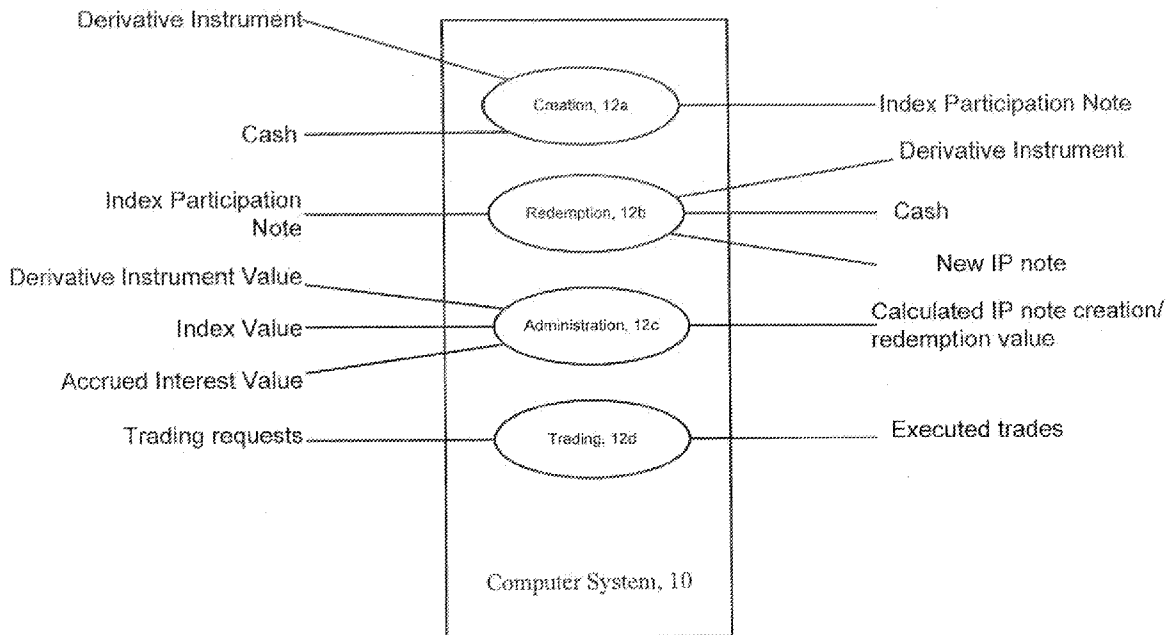 Derivative Instrument
Creation, 12a
Index Participation Note
Cash
Derivative Instrument
Index Participation
Note
Redemption, 12b
Cash
New IP note
Derivative Instrument Value
Index Value
Administration, 12c
Calculated IP note creation/
redemption value
Accrued Interest Value
Trading requests
Trading, 12d
Executed trades
Computer System, 10